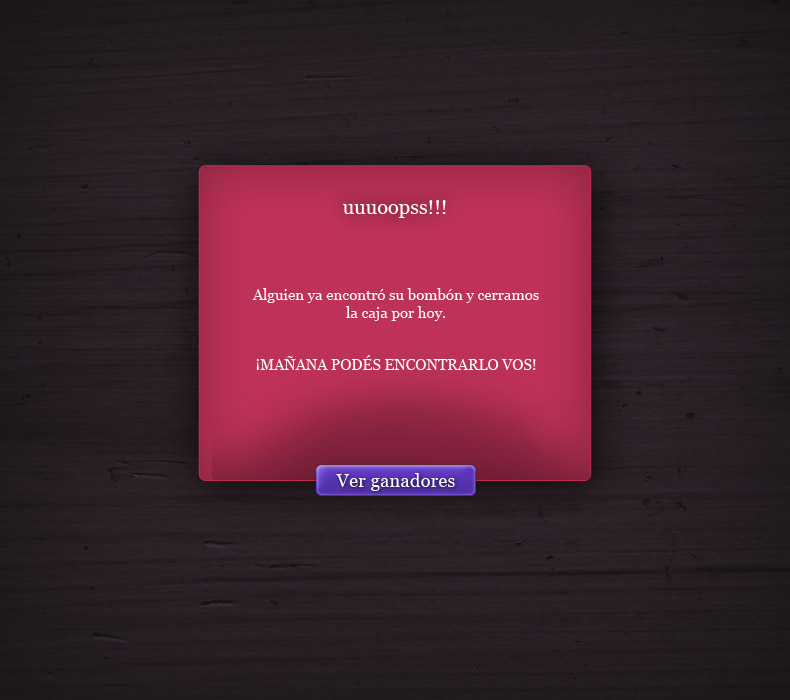 uuuoopss!!!
Alguien ya encontró su bombón y cerramos
la caja por hoy.
¡MAÑANA PODÉS ENCONTRARLO VOS!
Ver ganadores